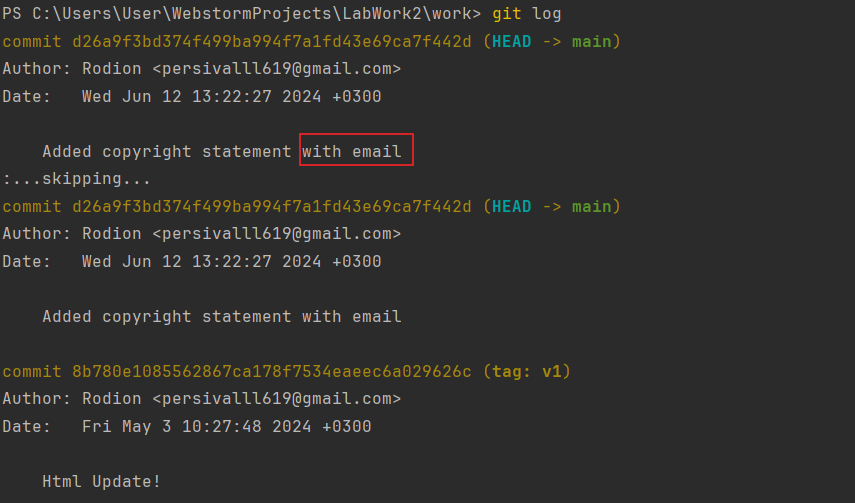 PS C:\Users\User\WebstormProjects\LabWork2\work> git log
commit d26a9f3bd374f499ba994f7a1fd43e69ca7f442d (HEAD -> main)
Author: Rodion <persivalll619@gmail.com>
Date:   Wed Jun 12 13:22:27 2024 +0300
    Added copyright statement with email
:...skipping...
commit d26a9f3bd374f499ba994f7a1fd43e69ca7f442d (HEAD -> main)
Author: Rodion <persivalll619@gmail.com>
Date:   Wed Jun 12 13:22:27 2024 +0300
    Added copyright statement with email
commit 8b780e1085562867ca178f7534eaeec6a029626c (tag: v1)
Author: Rodion <persivalll619@gmail.com>
Date:   Fri May 3 10:27:48 2024 +0300
    Html Update!